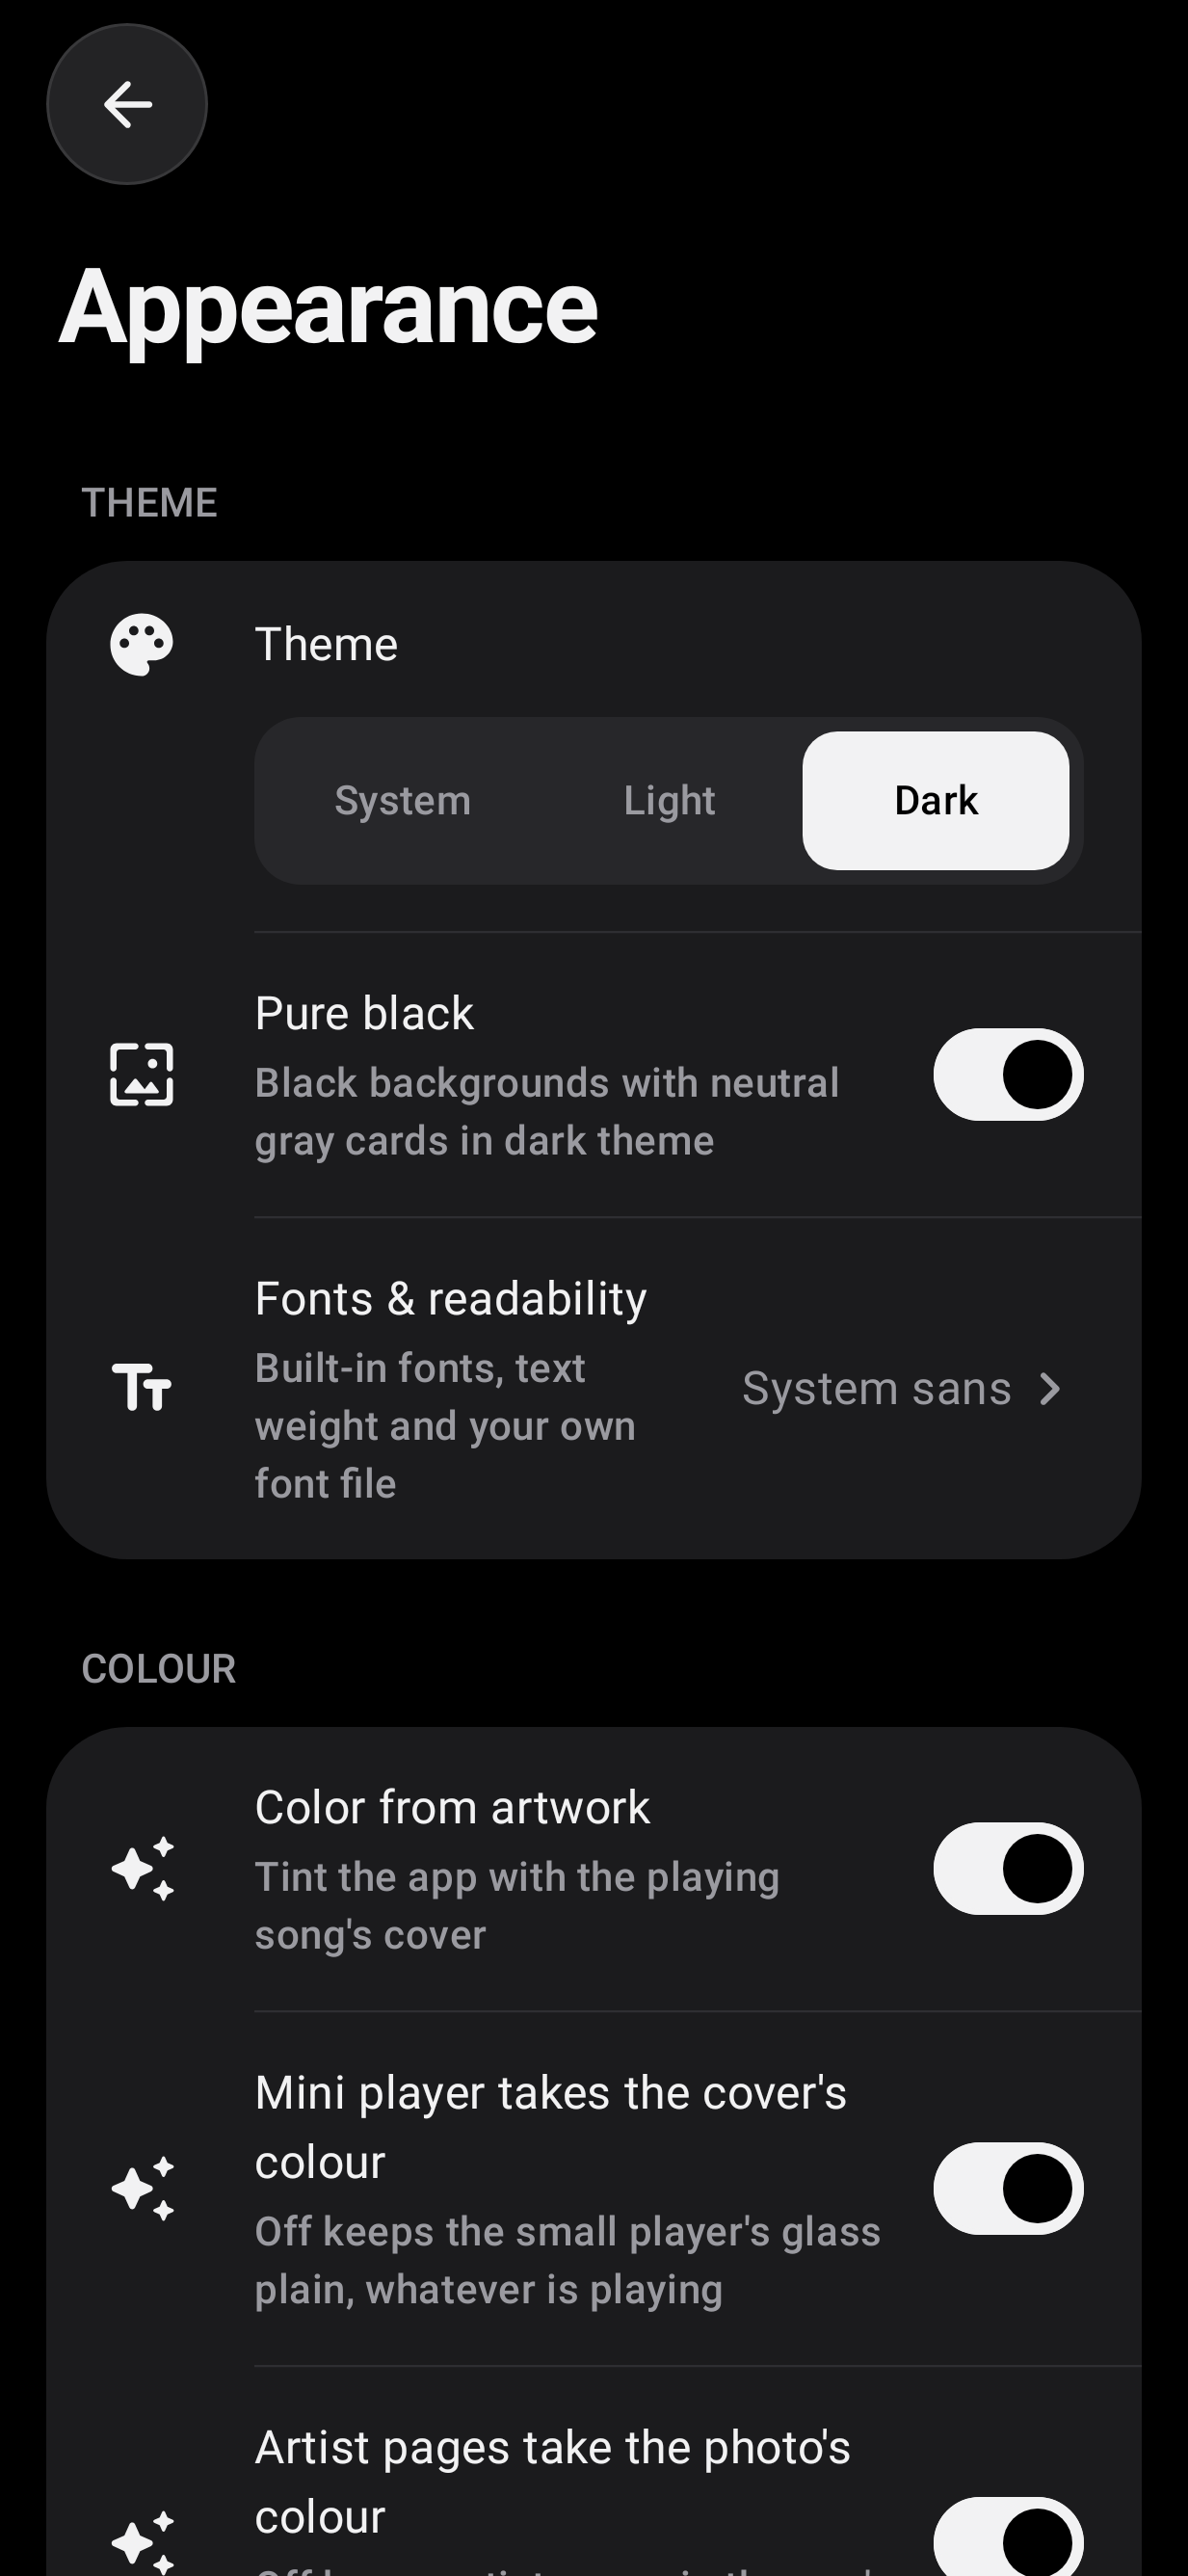 Appearance
THEME
Theme
System Light Dark
Pure black
Black backgrounds with neutral
gray cards in dark theme
Fonts & readability
Built-in fonts, text
weight and your own
font file
System sans
COLOUR
Color from artwork
Tint the app with the playing
song's cover
Mini player takes the cover's
colour
Off keeps the small player's glass
plain, whatever is playing
Artist pages take the photo's
colour